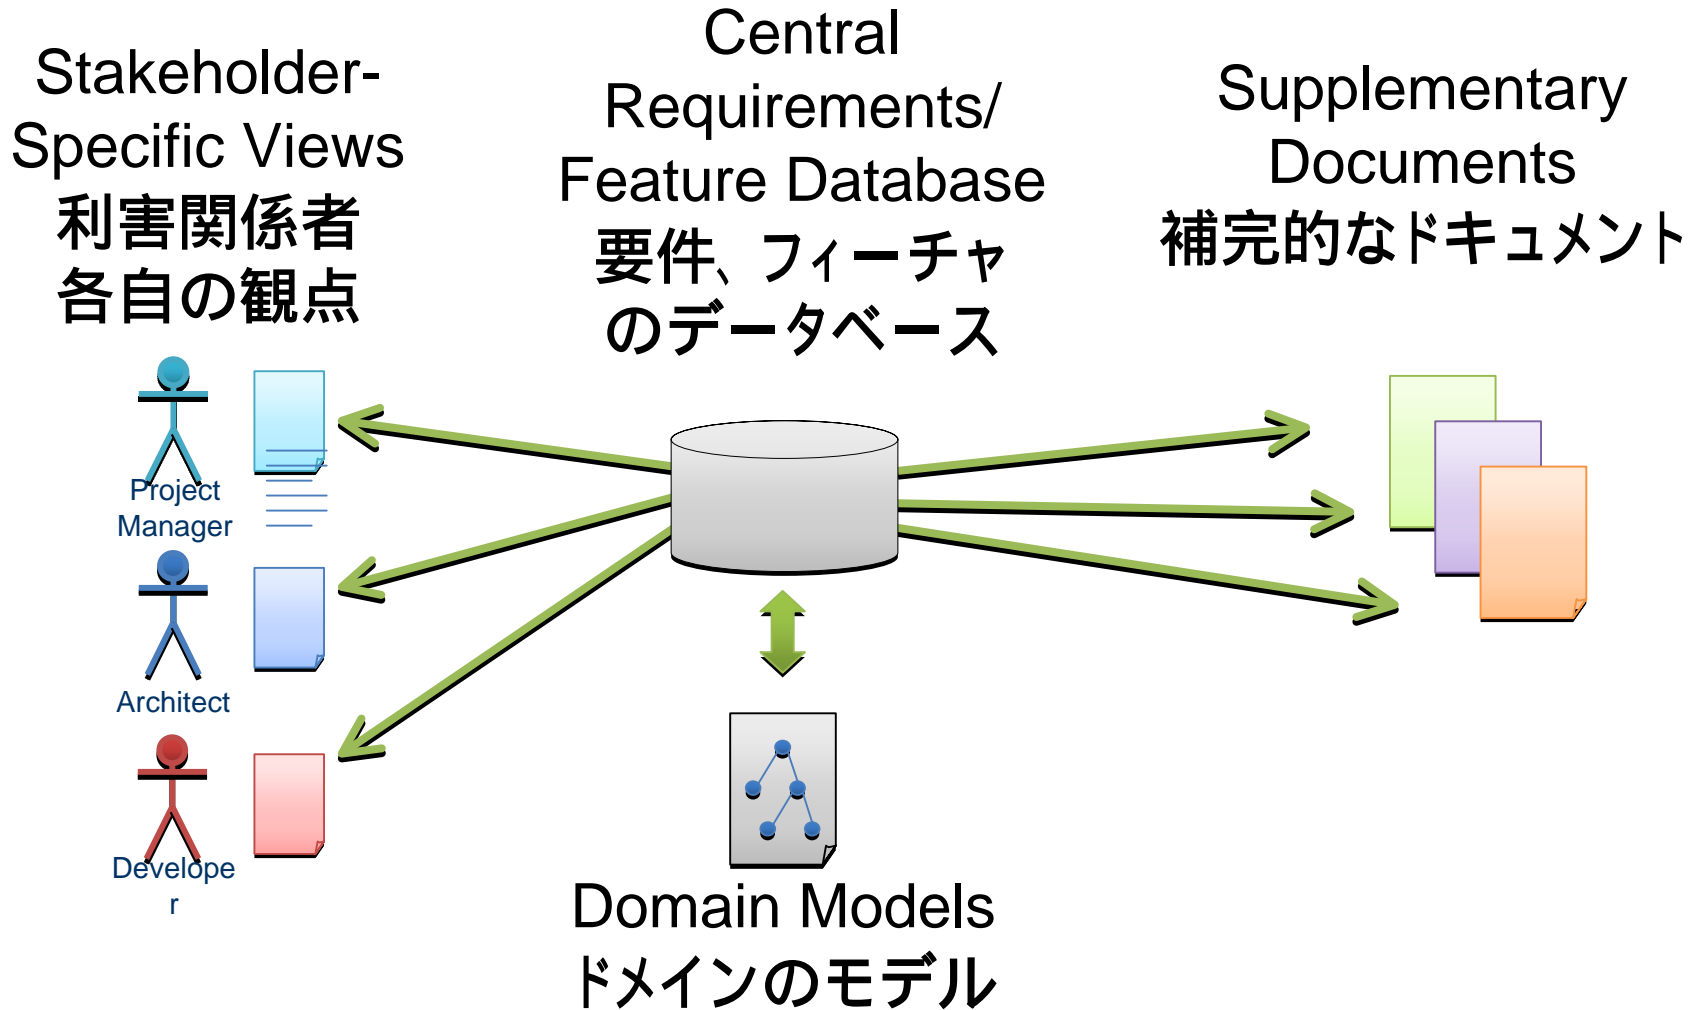 Stakeholder-
Specific Views
利害関係者
各自の観点
Central
Requirements/
Feature Database
要件、フィーチャ
のデータベース
Supplementary
Documents
補完的なドキュメント
Project
Manager
Architect
Develope
r
Domain Models
ドメインのモデル